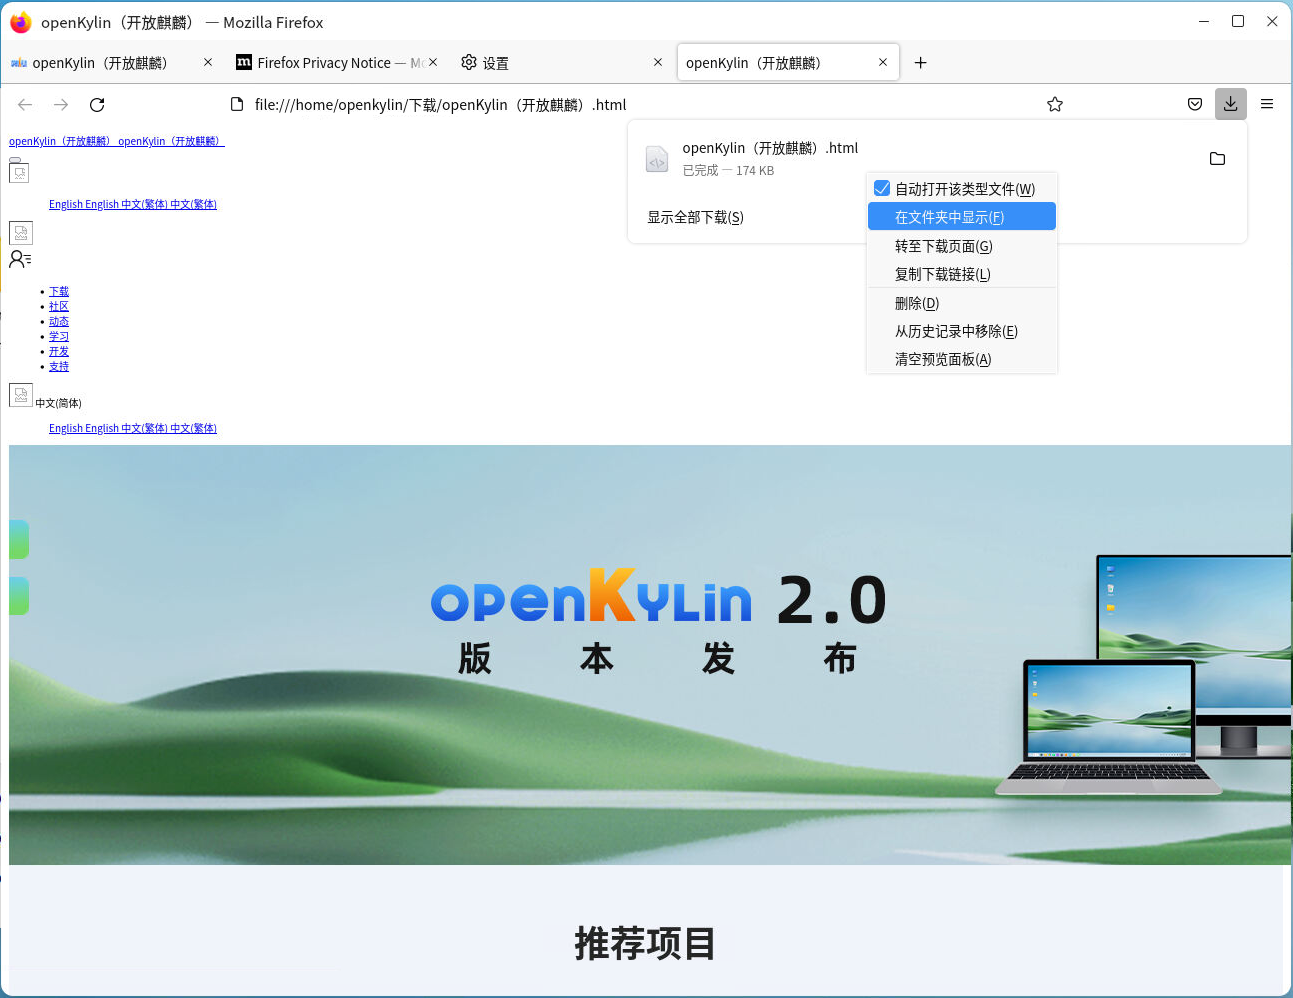 openKylin（开放麒麟） — Mozilla Firefox
openKylin（开放麒麟）
Firefox Privacy Notice — Mo
设置
openKylin（开放麒麟）
file:///home/openkylin/下载/openKylin（开放麒麟）.html
openKylin（开放麒麟） openKylin（开放麒麟）
openKylin（开放麒麟）.html
已完成 — 174 KB
显示全部下载(S)
自动打开该类型文件(W)
在文件夹中显示(F)
转至下载页面(G)
复制下载链接(L)
删除(D)
从历史记录中移除(E)
清空预览面板(A)
English English 中文(繁体) 中文(繁体)
下载
社区
动态
学习
开发
支持
中文(简体)
English English 中文(繁体) 中文(繁体)
openKylin 2.0
版本发布
推荐项目